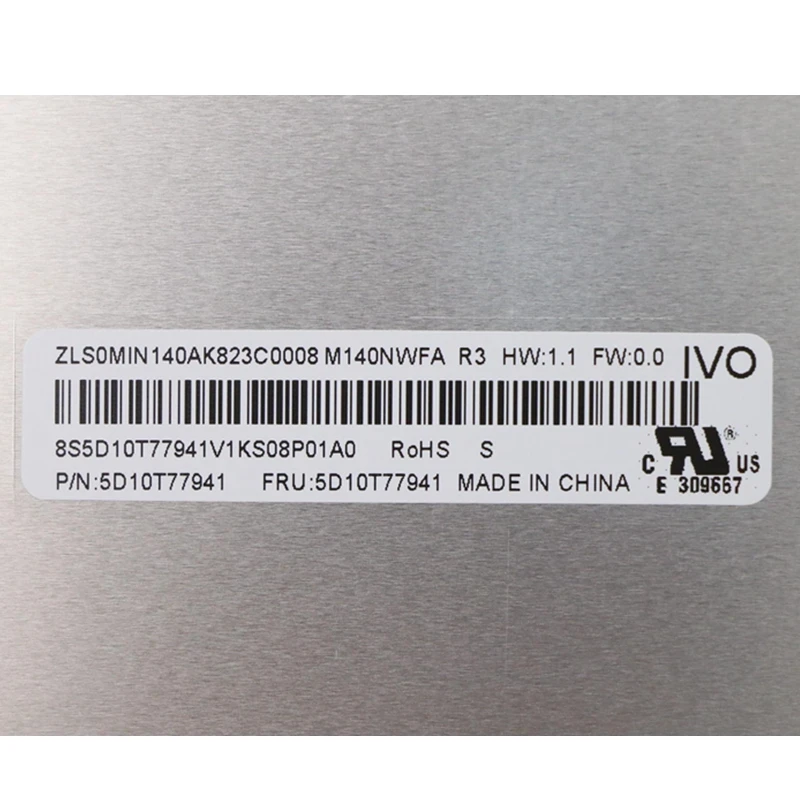 ZLS0MIN140AK823C0008 M140NWFA R3 HW:1.1 FW:0.0 IVO
8S5D10T77941V1KS08P01A0 RoHS S
C RU ® US
P/N:5D10T77941 FRU:5D10T77941 MADE IN CHINA E 309667